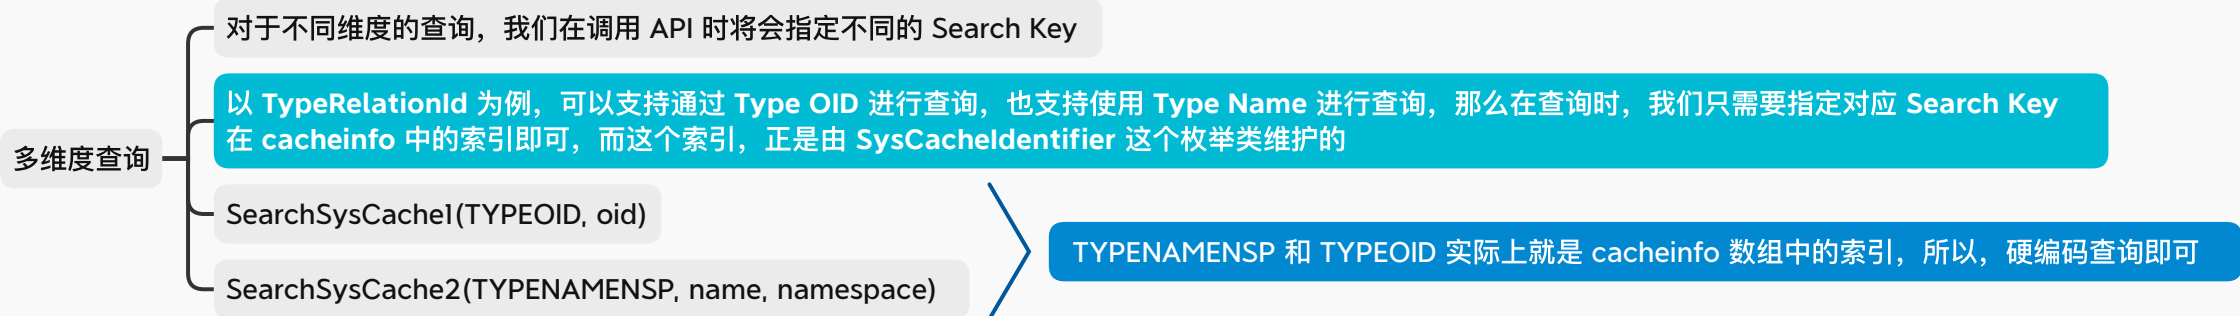 对于不同维度的查询，我们在调用 API 时将会指定不同的 Search Key
以 TypeRelationId 为例，可以支持通过 Type OID 进行查询，也支持使用 Type Name 进行查询，那么在查询时，我们只需要指定对应 Search Key
在 cacheinfo 中的索引即可，而这个索引，正是由 SysCacheIdentifier 这个枚举类维护的
多维度查询
SearchSysCache1(TYPEOID, oid)
TYPENAMENSP 和 TYPEOID 实际上就是 cacheinfo 数组中的索引，所以，硬编码查询即可
SearchSysCache2(TYPENAMENSP, name, namespace)